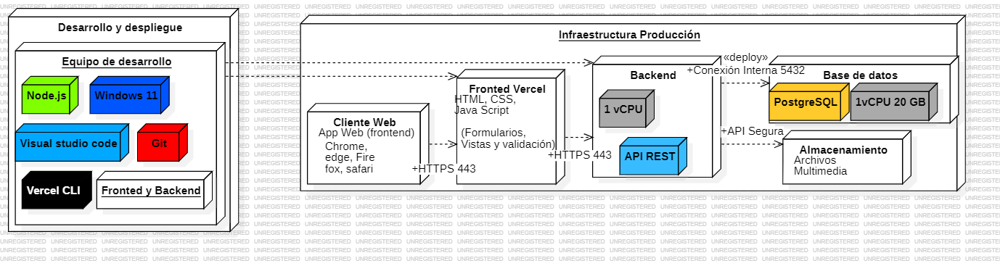 Desarrollo y despliegue
Equipo de desarrollo
Node.js
Windows 11
Visual studio code
Git
Vercel CLI
Fronted y Backend
Infraestructura Producción
Cliente Web
App Web (frontend)
Chrome,
edge, Fire
fox, safari
+HTTPS 443
Fronted Vercel
HTML, CSS,
Java Script
(Formularios,
Vistas y validación)
+HTTPS 443
Backend
1 vCPU
API REST
«deploy»
+Conexión Interna 5432
Base de datos
PostgreSQL
1vCPU 20 GB
+API Segura
Almacenamiento
Archivos
Multimedia
UNREGISTERED